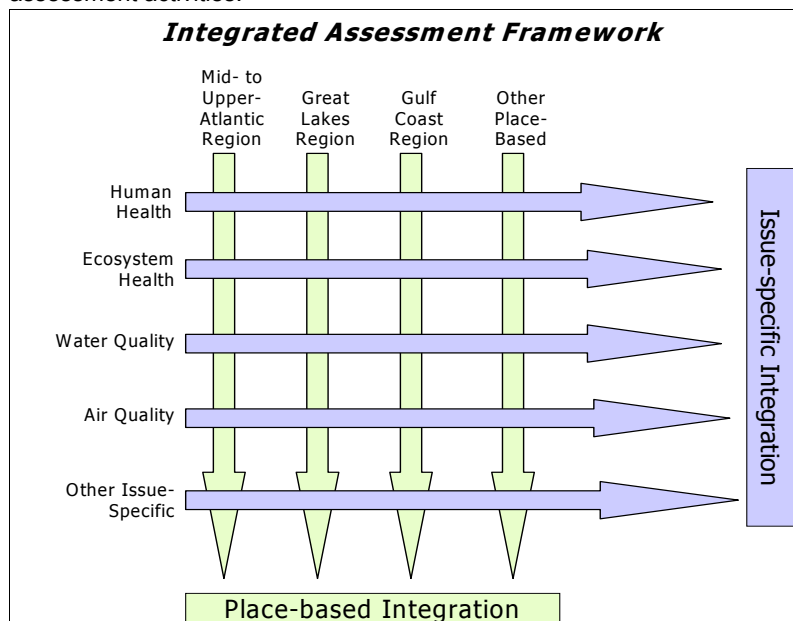 assessment activities.
Integrated Assessment Framework
Mid- to
Upper-
Atlantic
Region
Great
Lakes
Region
Gulf
Coast
Region
Other
Place-
Based
Human
Health
Ecosystem
Health
Water Quality
Air Quality
Other Issue-
Specific
Issue-specific Integration
Place-based Integration